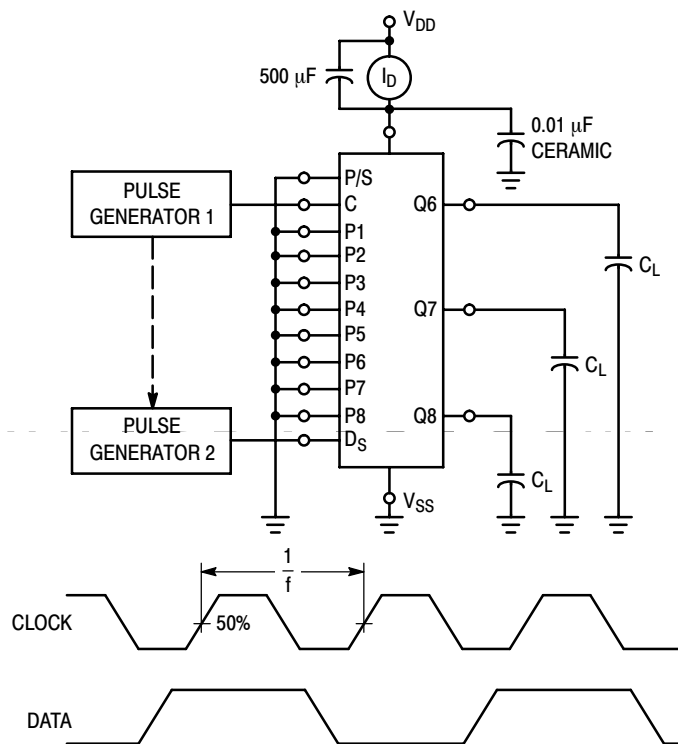 V_DD
500 µF
I_D
0.01 µF
CERAMIC
PULSE
GENERATOR 1
P/S
C
P1
P2
P3
P4
P5
P6
P7
P8
D_S
Q6
Q7
Q8
C_L
C_L
C_L
PULSE
GENERATOR 2
V_SS
1
f
CLOCK
50%
DATA